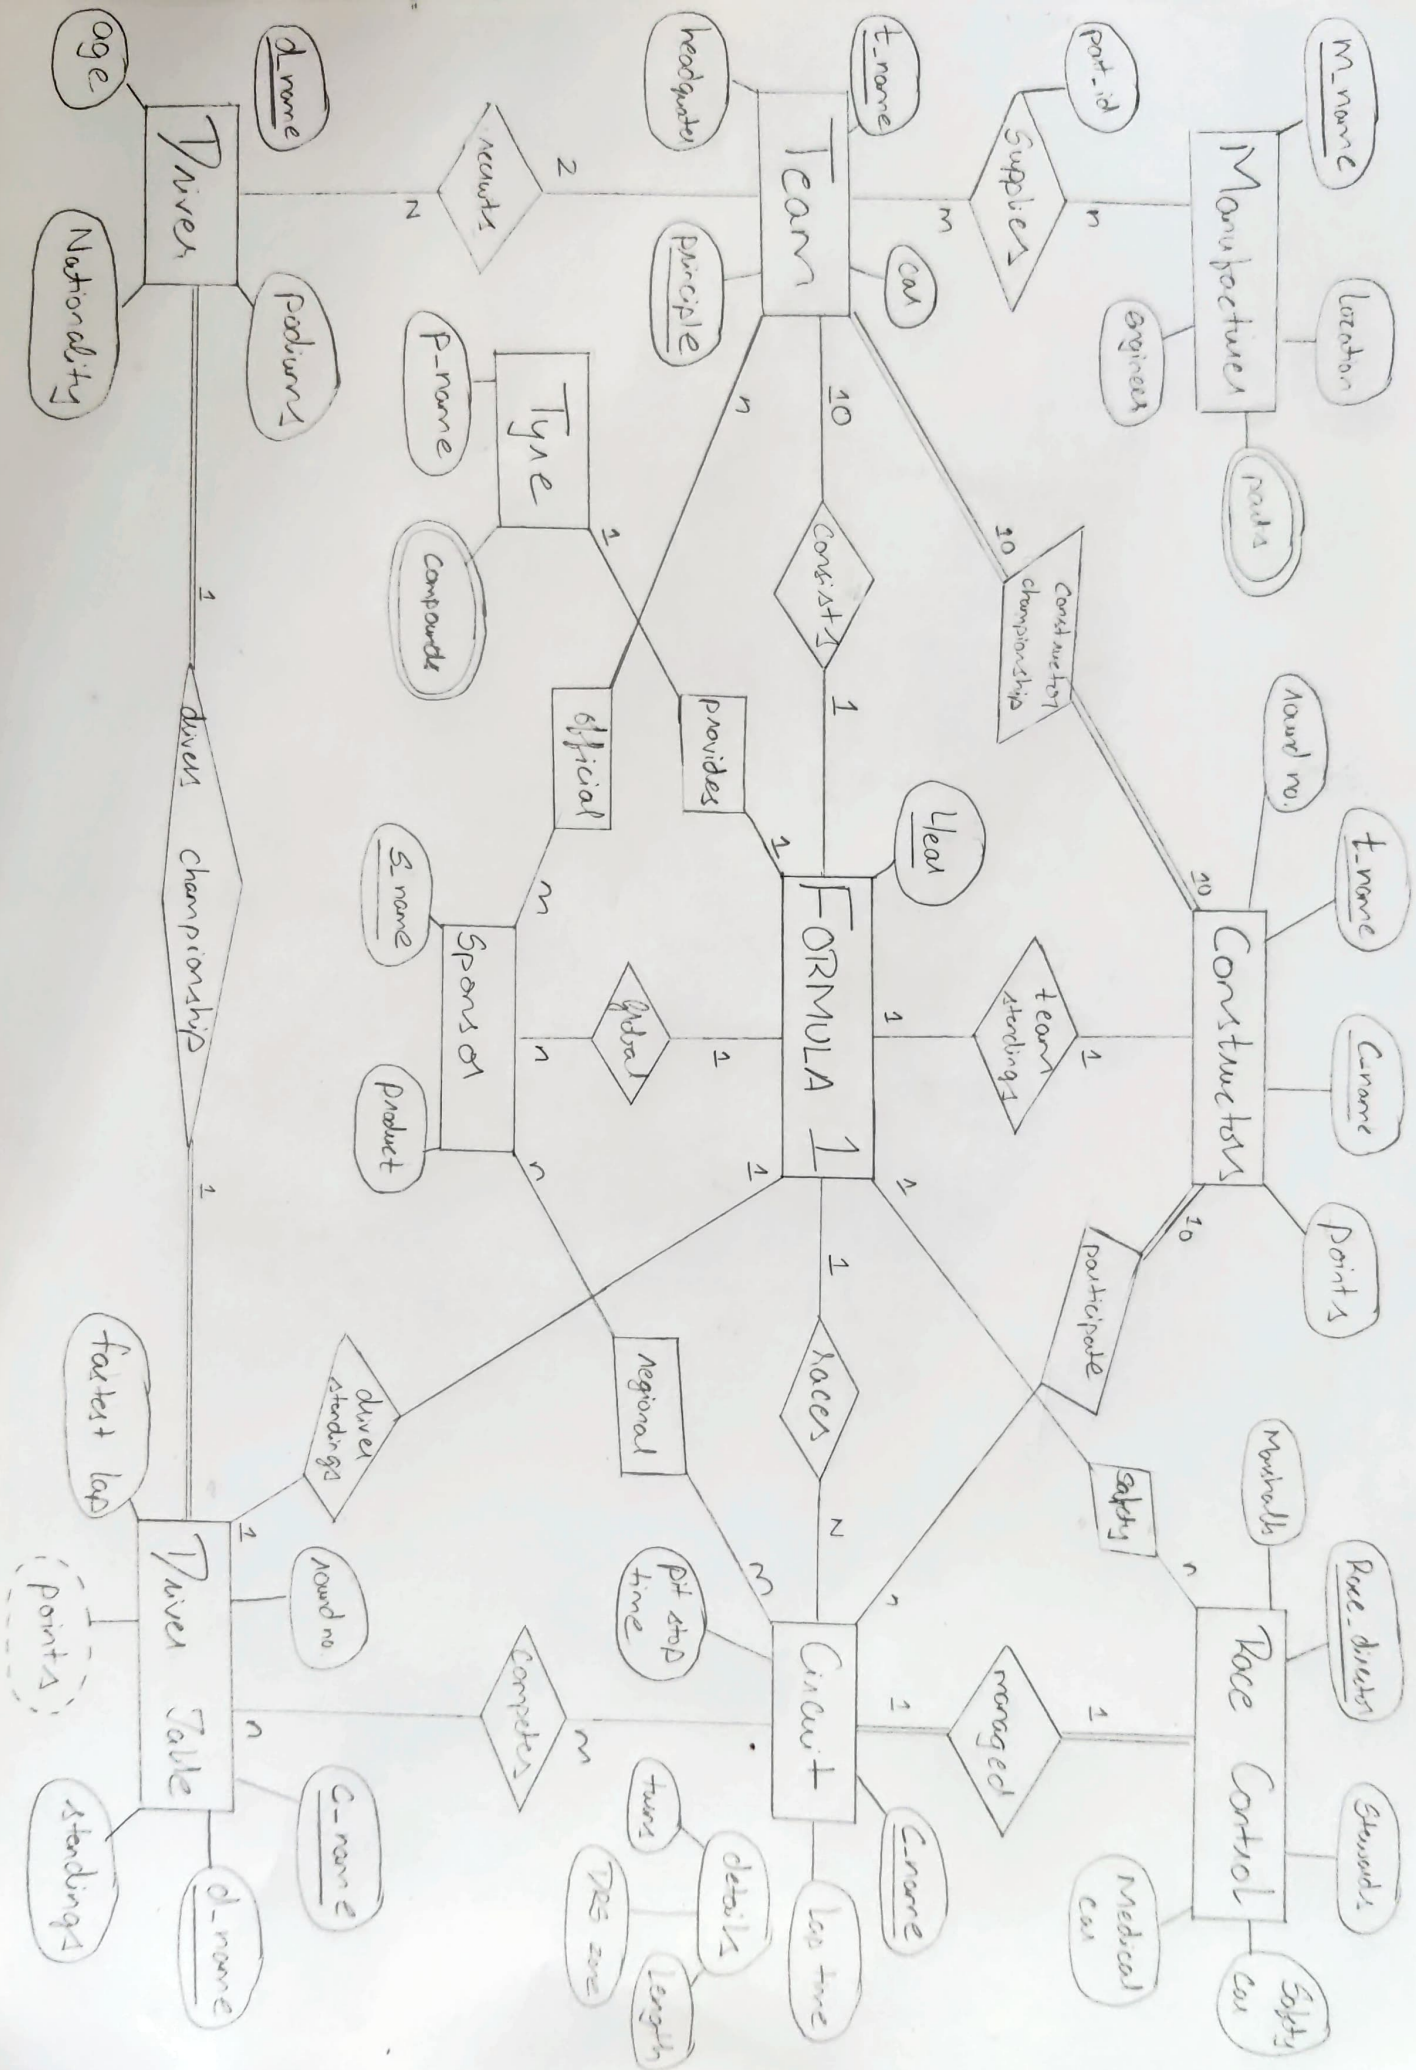 m_name
location
parts
engineers
Manufacturer
part_id
Supplies
n
m
t_name
headquater
Team
car
principle
2
N
recruits
d_name
age
Driver
Nationality
podiums
p-name
Tyre
compounds
1
n
10
Consists
1
10
constructor
championship
10
round no.
t_name
C-name
points
Constructors
10
participate
n
Year
FORMULA 1
1
team
standings
1
provides
1
official
m
s_name
Sponsor
product
n
global
1
n
regional
m
1
drivers championship
1
1
driver
standings
1
1
races
N
1
safety
n
Marshalls
Race_director
Stewards
Safety
car
Medical
car
Race Control
1
managed
1
pit stop
time
Circuit
C_name
Lap time
details
turns
DRS zone
Length
m
competes
n
fastest lap
points
round no.
Driver Table
C_name
d_name
standings